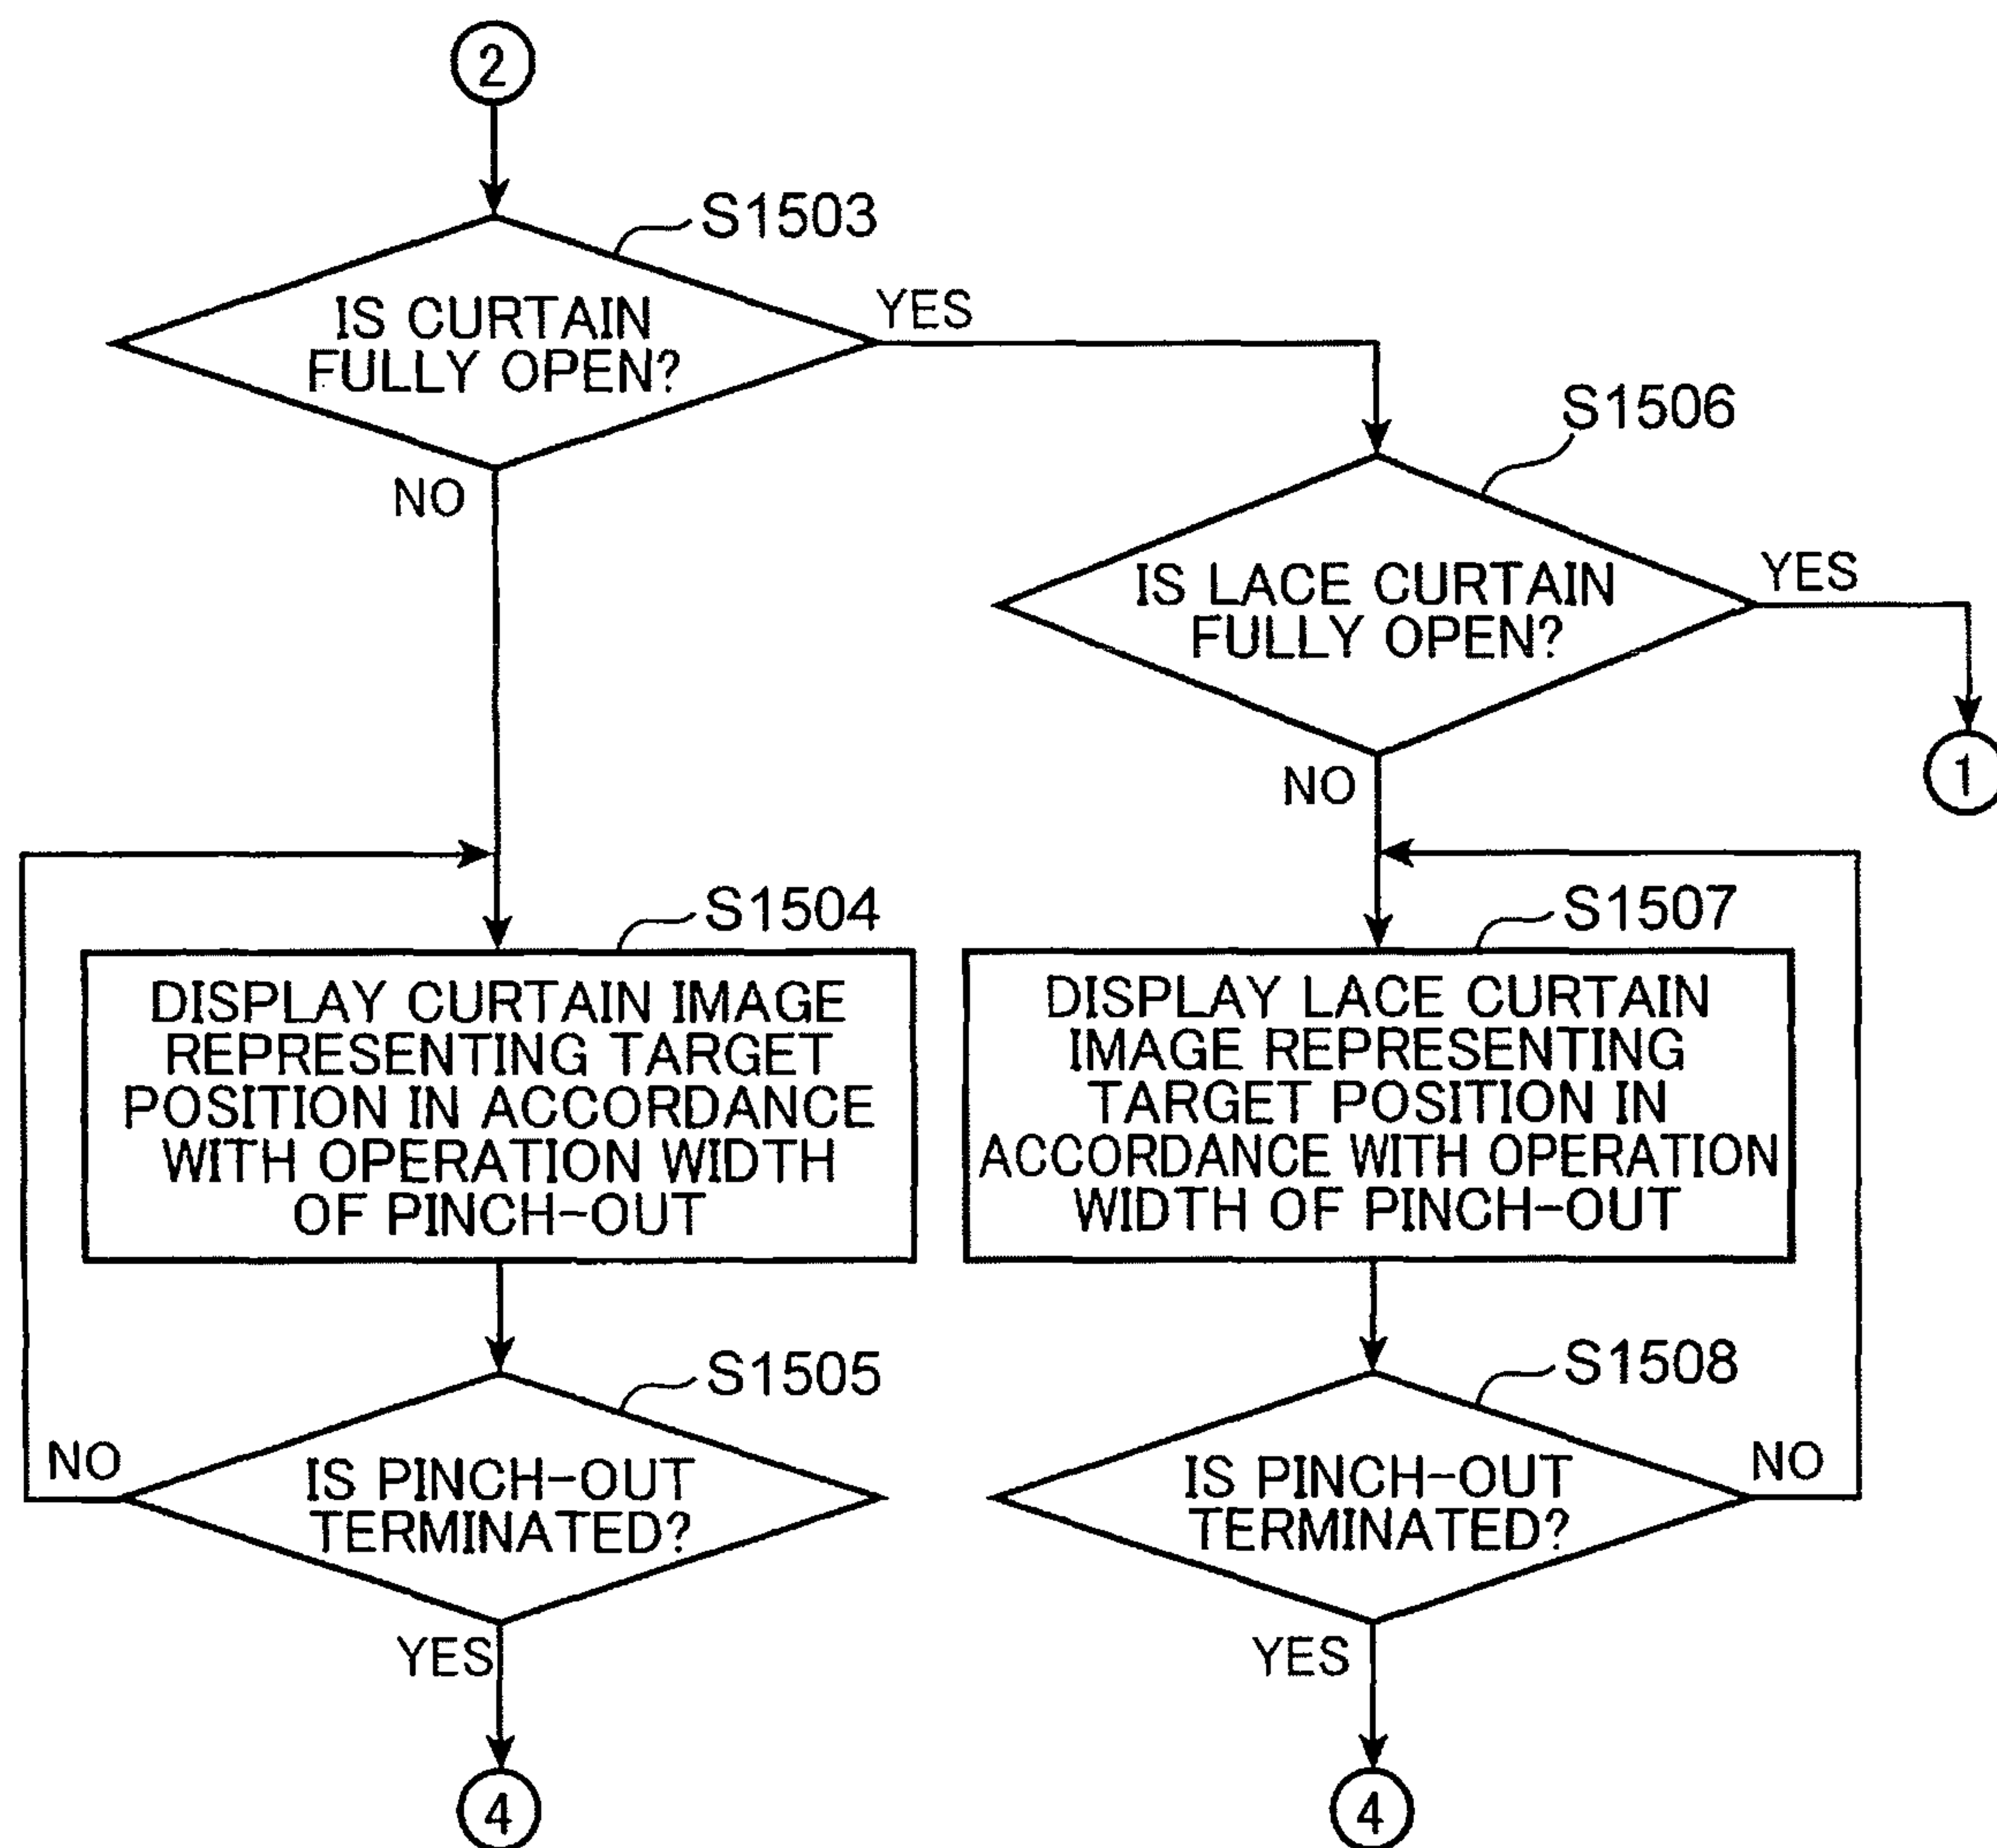 2
S1503
IS CURTAIN
FULLY OPEN?
YES
NO
S1506
IS LACE CURTAIN
FULLY OPEN?
YES
NO
1
S1504
DISPLAY CURTAIN IMAGE
REPRESENTING TARGET
POSITION IN ACCORDANCE
WITH OPERATION WIDTH
OF PINCH-OUT
S1507
DISPLAY LACE CURTAIN
IMAGE REPRESENTING
TARGET POSITION IN
ACCORDANCE WITH OPERATION
WIDTH OF PINCH-OUT
S1505
IS PINCH-OUT
TERMINATED?
NO
YES
4
S1508
IS PINCH-OUT
TERMINATED?
NO
YES
4